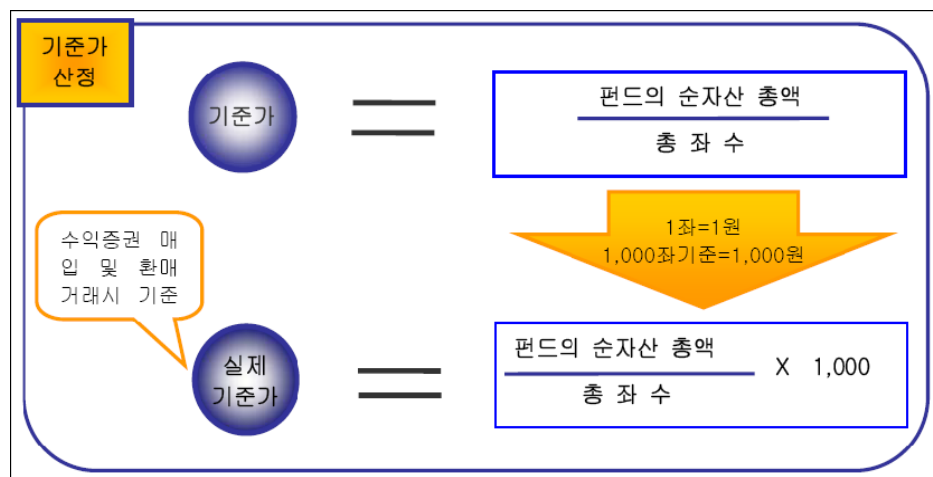 기준가
산정
기준가
펀드의 순자산 총액
총 좌 수
1좌=1원
1,000좌기준=1,000원
수익증권 매
입 및 환매
거래시 기준
실제
기준가
펀드의 순자산 총액
총 좌 수
X 1,000